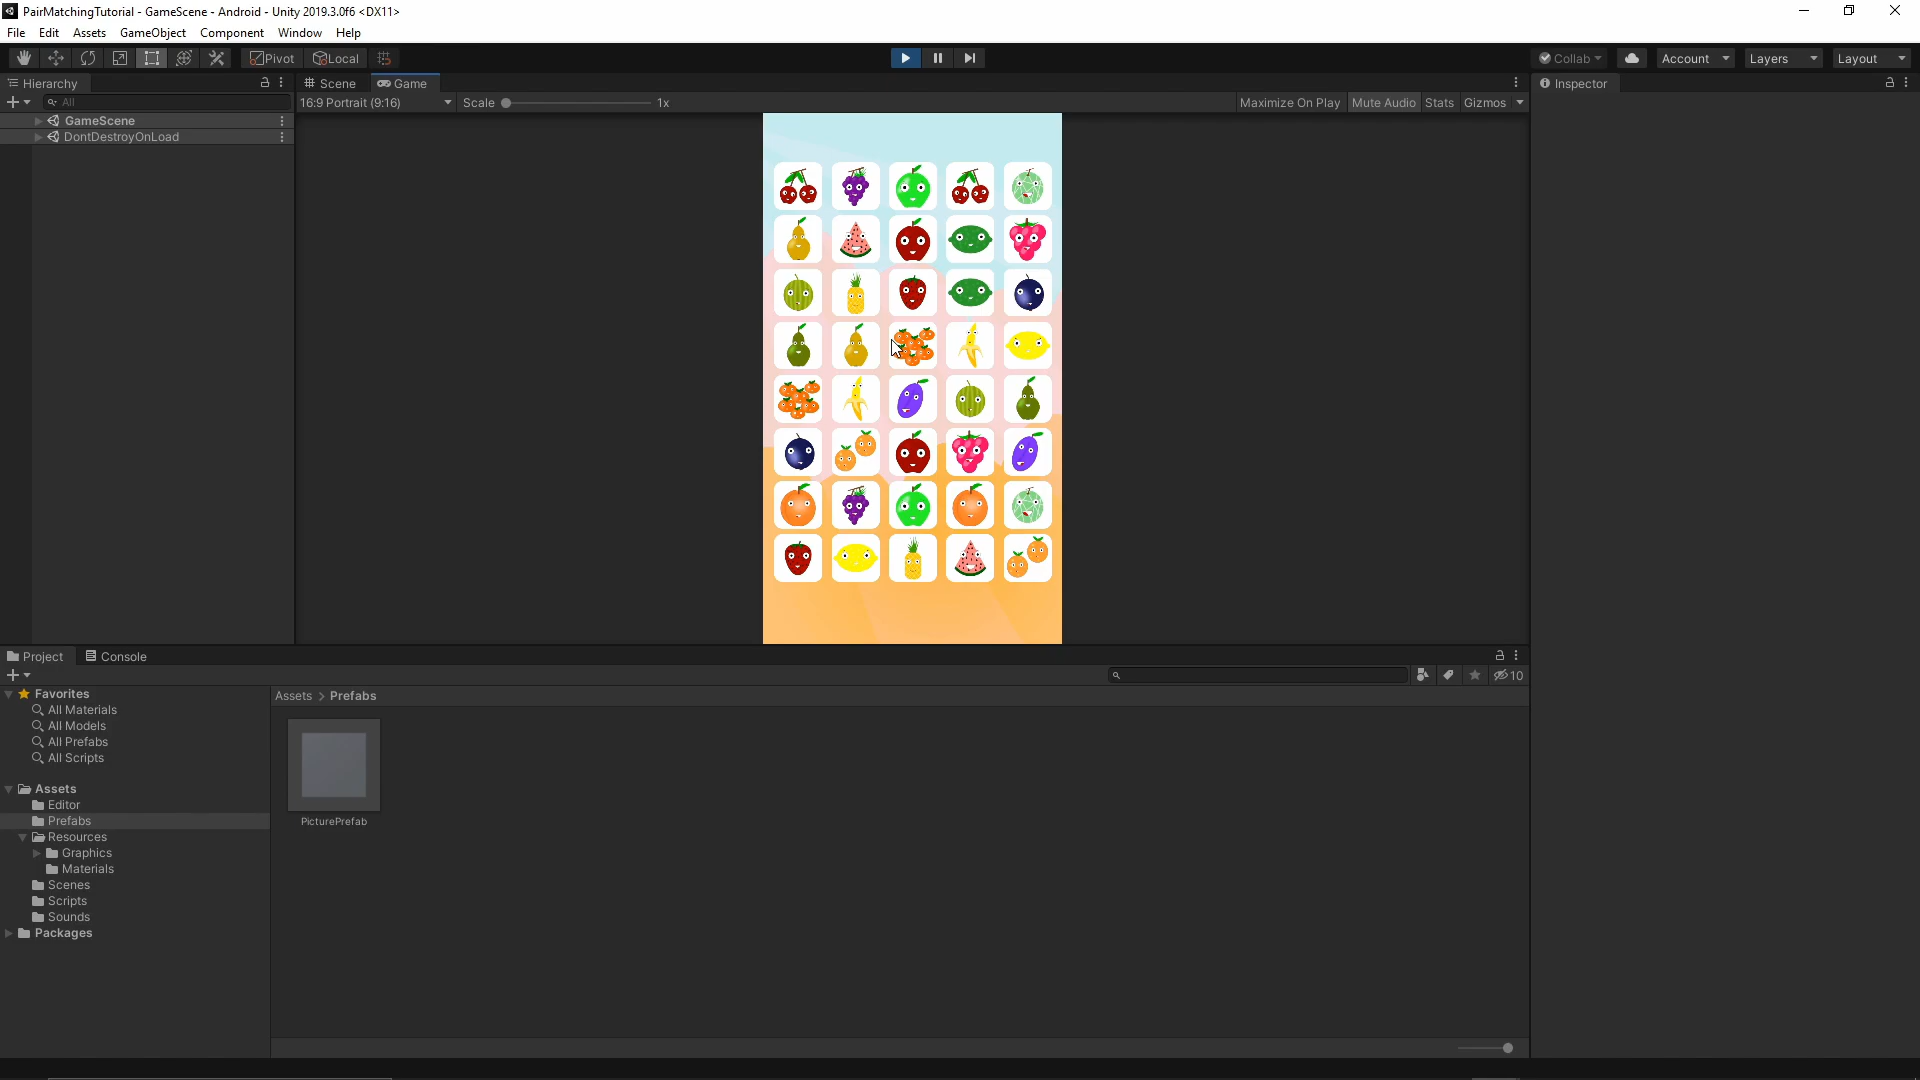 PairMatchingTutorial - GameScene - Android - Unity 2019.3.0f6 <DX11>
File Edit Assets GameObject Component Window Help
Pivot Local Collab Account Layers Layout
Hierarchy Scene Game Inspector
All 16:9 Portrait (9:16) Scale 1x Maximize On Play Mute Audio Stats Gizmos
GameScene
DontDestroyOnLoad
Project Console
10
Favorites Assets > Prefabs
All Materials
All Models
All Prefabs
All Scripts
Assets
Editor
Prefabs PicturePrefab
Resources
Graphics
Materials
Scenes
Scripts
Sounds
Packages